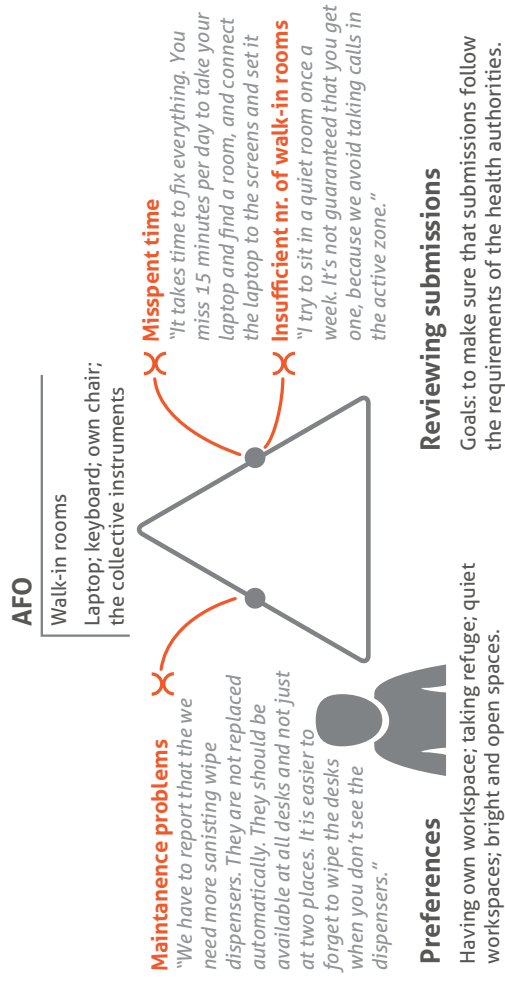 AFO
Walk-in rooms
Laptop; keyboard; own chair;
the collective instruments
Maintanence problems
“We have to report that the we
need more sanisting wipe
dispensers. They are not replaced
automatically. They should be
available at all desks and not just
at two places. It is easier to
forget to wipe the desks
when you don’t see the
dispensers.”
Misspent time
“It takes time to fix everything. You
miss 15 minutes per day to take your
laptop and find a room, and connect
the laptop to the screens and set it
Insufficient nr. of walk-in rooms
“I try to sit in a quiet room once a
week. It’s not guaranteed that you get
one, because we avoid taking calls in
the active zone.”
Preferences
Having own workspace; taking refuge; quiet
workspaces; bright and open spaces.
Reviewing submissions
Goals: to make sure that submissions follow
the requirements of the health authorities.